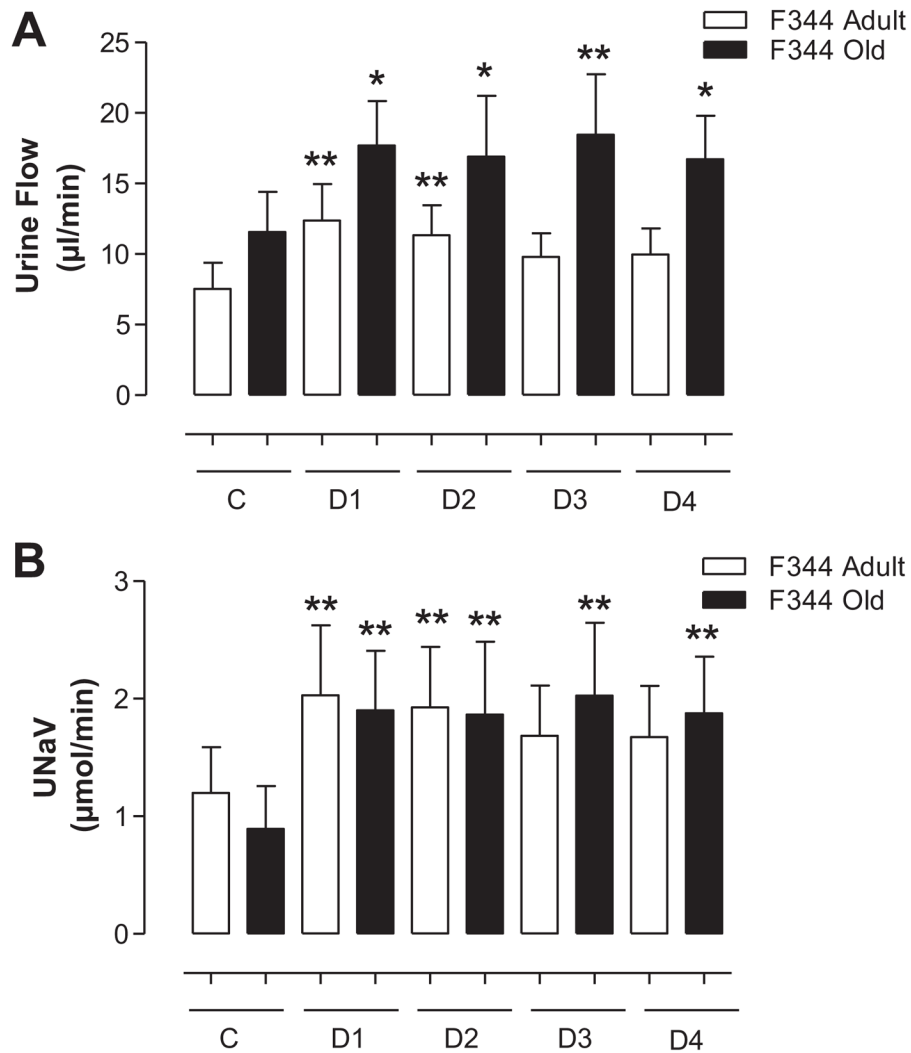 A
F344 Adult
F344 Old
Urine Flow
(µl/min)
25
20
15
10
5
0
**
*
**
*
**
*
C
D1
D2
D3
D4
B
F344 Adult
F344 Old
UNaV
(µmol/min)
3
2
1
0
**
**
**
**
**
**
C
D1
D2
D3
D4